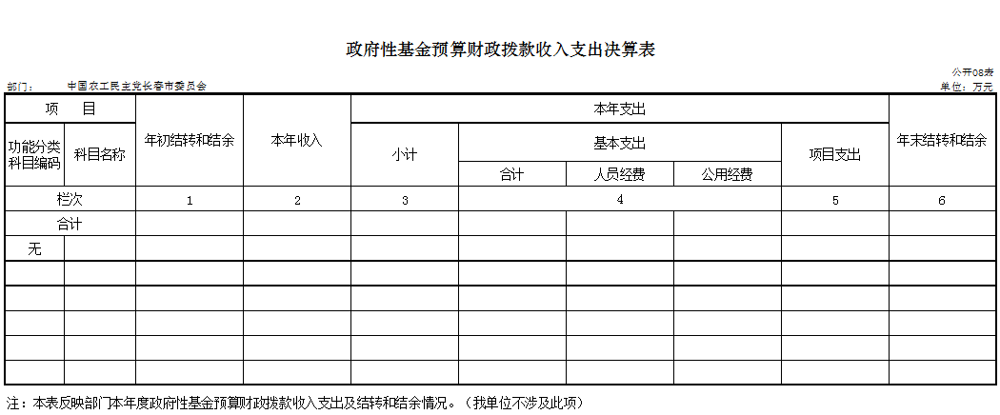 政府性基金预算财政拨款收入支出决算表
公开08表
部门： 中国农工民主党长春市委员会 单位：万元
项 目 年初结转和结余 本年收入 本年支出 年末结转和结余
功能分类科目编码 科目名称 小计 基本支出 项目支出
合计 人员经费 公用经费
栏次 1 2 3 4 5 6
合计
无
注：本表反映部门本年度政府性基金预算财政拨款收入支出及结转和结余情况。（我单位不涉及此项）